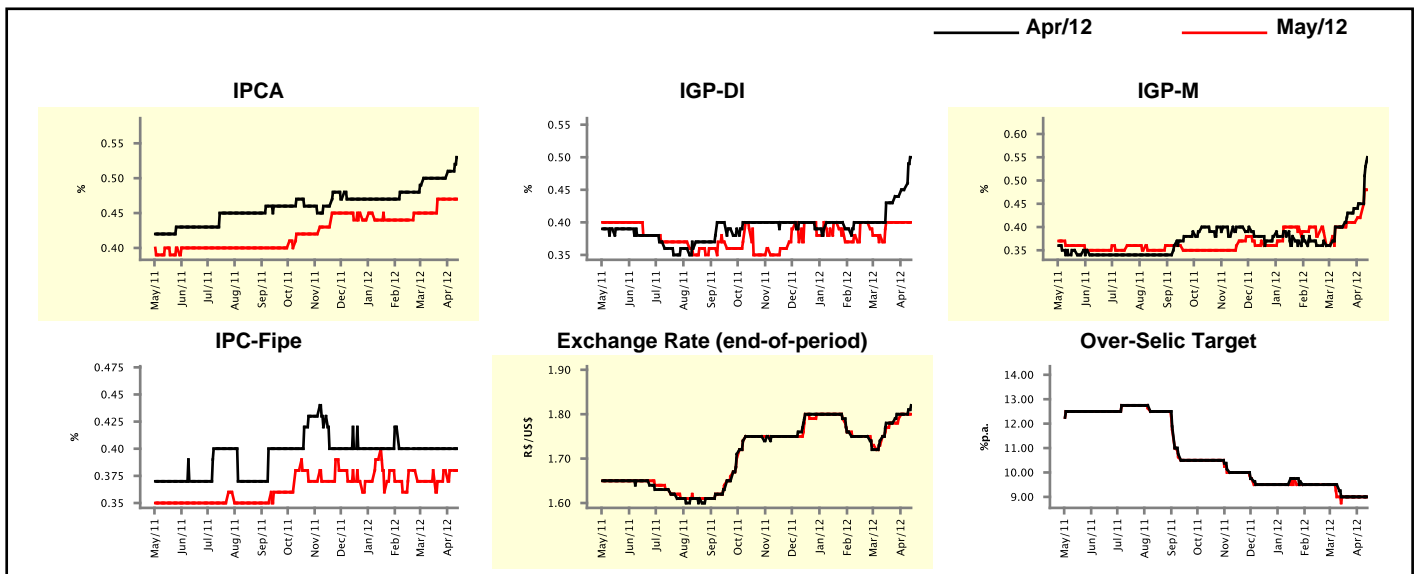 Apr/12 May/12
IPCA
%
0.55
0.50
0.45
0.40
May/11 Jun/11 Jul/11 Aug/11 Sep/11 Oct/11 Nov/11 Dec/11 Jan/12 Feb/12 Mar/12 Apr/12
IGP-DI
%
0.55
0.50
0.45
0.40
0.35
May/11 Jun/11 Jul/11 Aug/11 Sep/11 Oct/11 Nov/11 Dec/11 Jan/12 Feb/12 Mar/12 Apr/12
IGP-M
%
0.60
0.55
0.50
0.45
0.40
0.35
May/11 Jun/11 Jul/11 Aug/11 Sep/11 Oct/11 Nov/11 Dec/11 Jan/12 Feb/12 Mar/12 Apr/12
IPC-Fipe
%
0.475
0.45
0.425
0.40
0.375
0.35
May/11 Jun/11 Jul/11 Aug/11 Sep/11 Oct/11 Nov/11 Dec/11 Jan/12 Feb/12 Mar/12 Apr/12
Exchange Rate (end-of-period)
R$/US$
1.90
1.80
1.70
1.60
May/11 Jun/11 Jul/11 Aug/11 Sep/11 Oct/11 Nov/11 Dec/11 Jan/12 Feb/12 Mar/12 Apr/12
Over-Selic Target
%p.a.
14.00
13.00
12.00
11.00
10.00
9.00
May/11 Jun/11 Jul/11 Aug/11 Sep/11 Oct/11 Nov/11 Dec/11 Jan/12 Feb/12 Mar/12 Apr/12